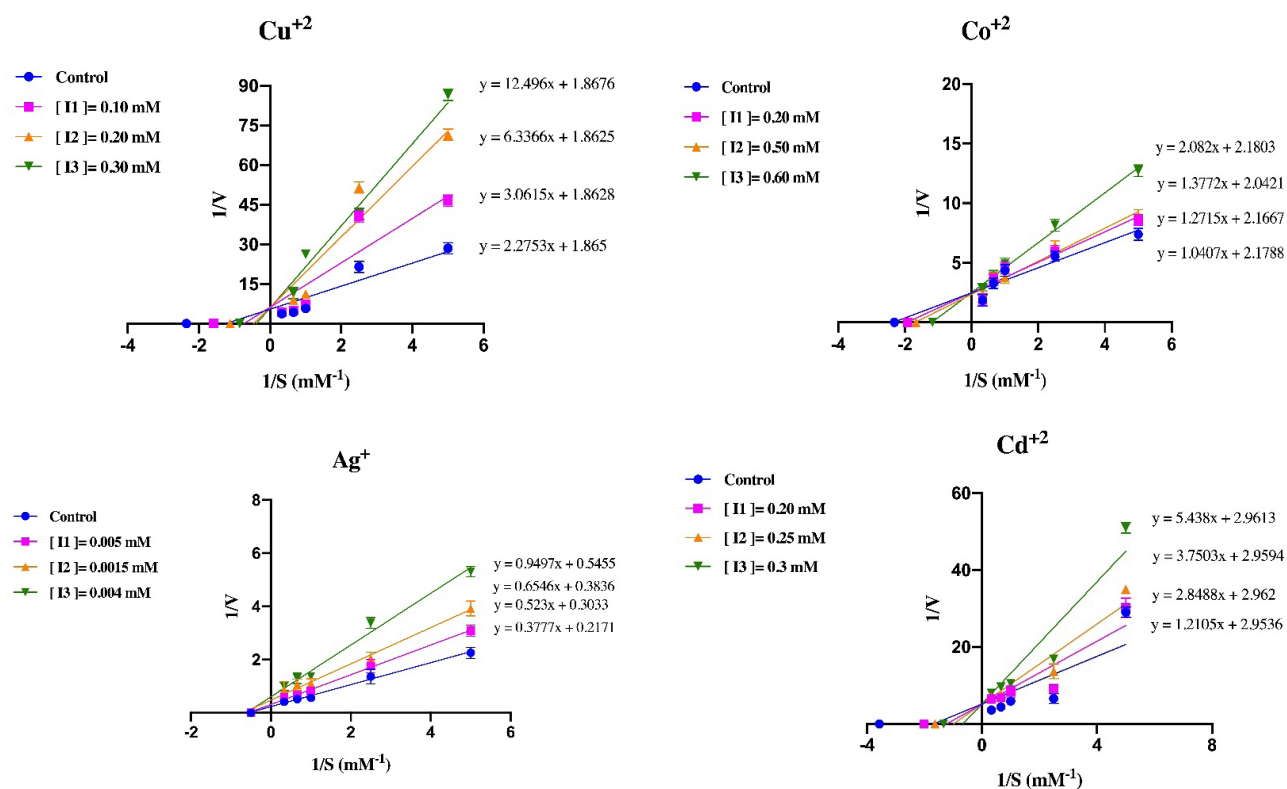 Cu+2
Control
[ I1 ]= 0.10 mM
[ I2 ]= 0.20 mM
[ I3 ]= 0.30 mM
90
75
60
45
30
15
1/V
-4
-2
0
2
4
6
1/S (mM-1)
y = 12.496x + 1.8676
y = 6.3366x + 1.8625
y = 3.0615x + 1.8628
y = 2.2753x + 1.865
Co+2
Control
[ I1 ]= 0.20 mM
[ I2 ]= 0.50 mM
[ I3 ]= 0.60 mM
20
15
10
5
1/V
-4
-2
0
2
4
6
1/S (mM-1)
y = 2.082x + 2.1803
y = 1.3772x + 2.0421
y = 1.2715x + 2.1667
y = 1.0407x + 2.1788
Ag+
Control
[ I1 ]= 0.005 mM
[ I2 ]= 0.0015 mM
[ I3 ]= 0.004 mM
8
6
4
2
1/V
0
2
4
6
1/S (mM-1)
y = 0.9497x + 0.5455
y = 0.6546x + 0.3836
y = 0.523x + 0.3033
y = 0.3777x + 0.2171
Cd+2
Control
[ I1 ]= 0.20 mM
[ I2 ]= 0.25 mM
[ I3 ]= 0.3 mM
60
40
20
1/V
-4
0
4
8
1/S (mM-1)
y = 5.438x + 2.9613
y = 3.7503x + 2.9594
y = 2.8488x + 2.962
y = 1.2105x + 2.9536